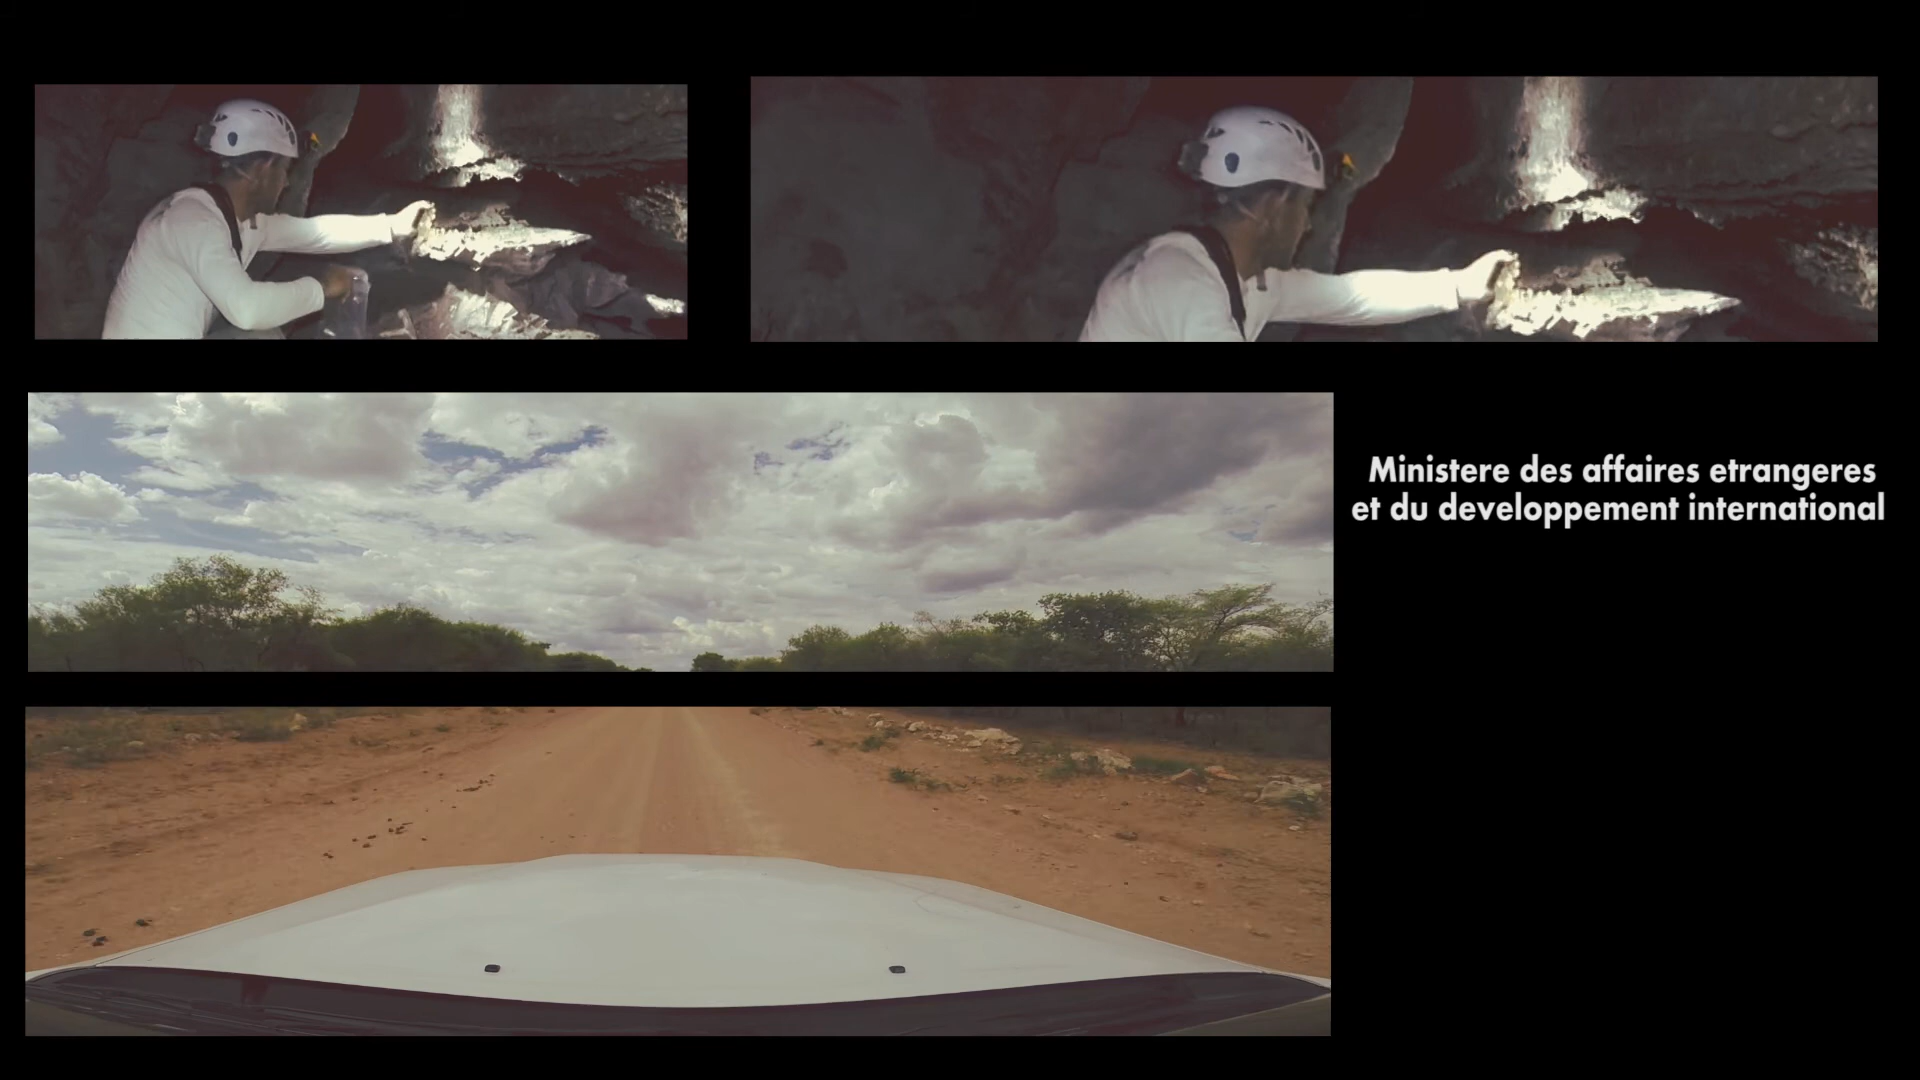 Ministere des affaires etrangeres
et du developpement international